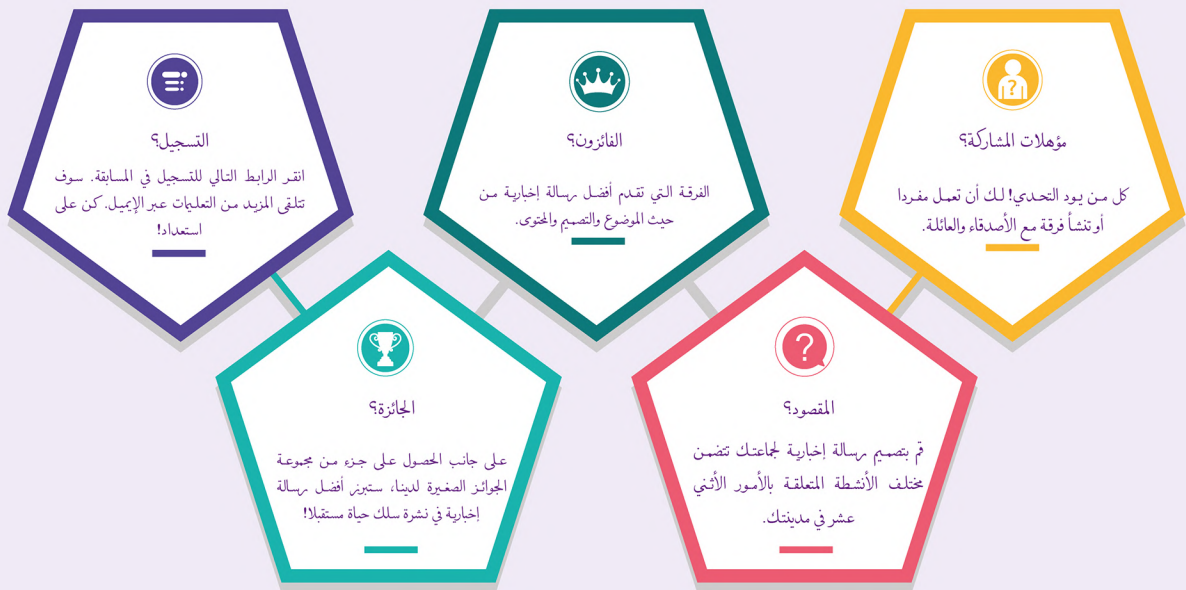 مؤهلات المشاركة؟
كل من يود التحدي! لك أن تعمل مفردا
أو تنشأ فرقة مع الأصدقاء والعائلة.
المقصود؟
قم بتصميم رسالة إخبارية لجماعتك تتضمن
مختلف الأنشطة المتعلقة بالأمور الأثني
عشر في مدينتك.
الفائزون؟
الفرقة التي تقدم أفضل رسالة إخبارية من
حيث الموضوع والتصميم والمحتوى.
الجائزة؟
على جانب الحصول على جزء من مجموعة
الجوائز الصغيرة لدينا، ستبرز أفضل رسالة
إخبارية في نشرة سلك حياة مستقبلا!
التسجيل؟
انقر الرابط التالي للتسجيل في المسابقة. سوف
تتلقى المزيد من التعليمات عبر الإيميل. كن على
استعداد!